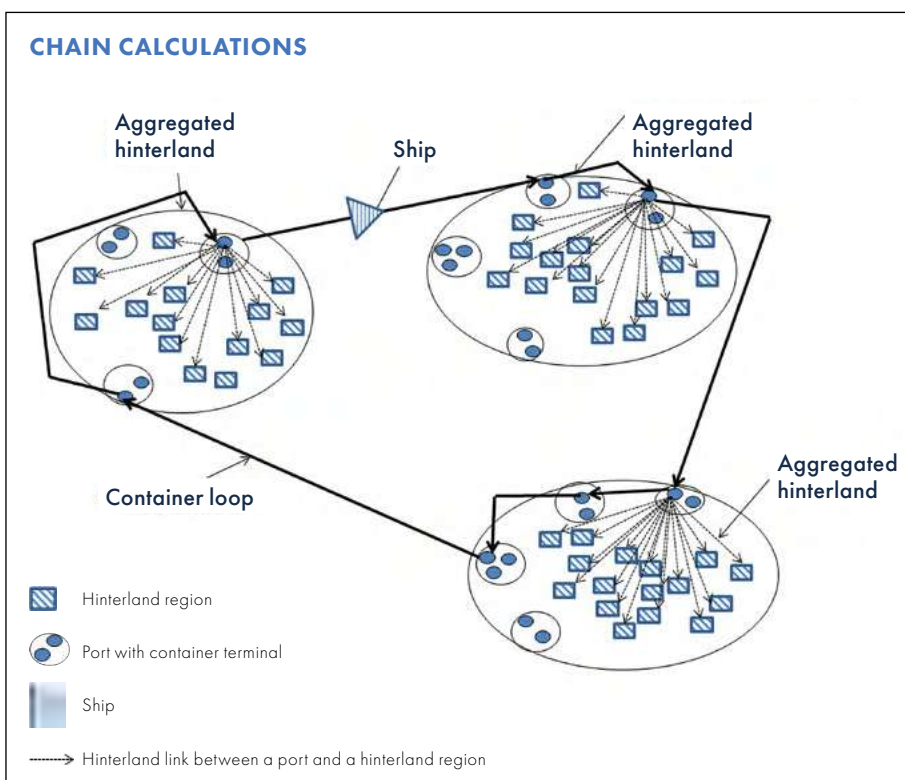 CHAIN CALCULATIONS
Aggregated
hinterland
Ship
Aggregated
hinterland
Container loop
Aggregated
hinterland
Hinterland region
Port with container terminal
Ship
Hinterland link between a port and a hinterland region